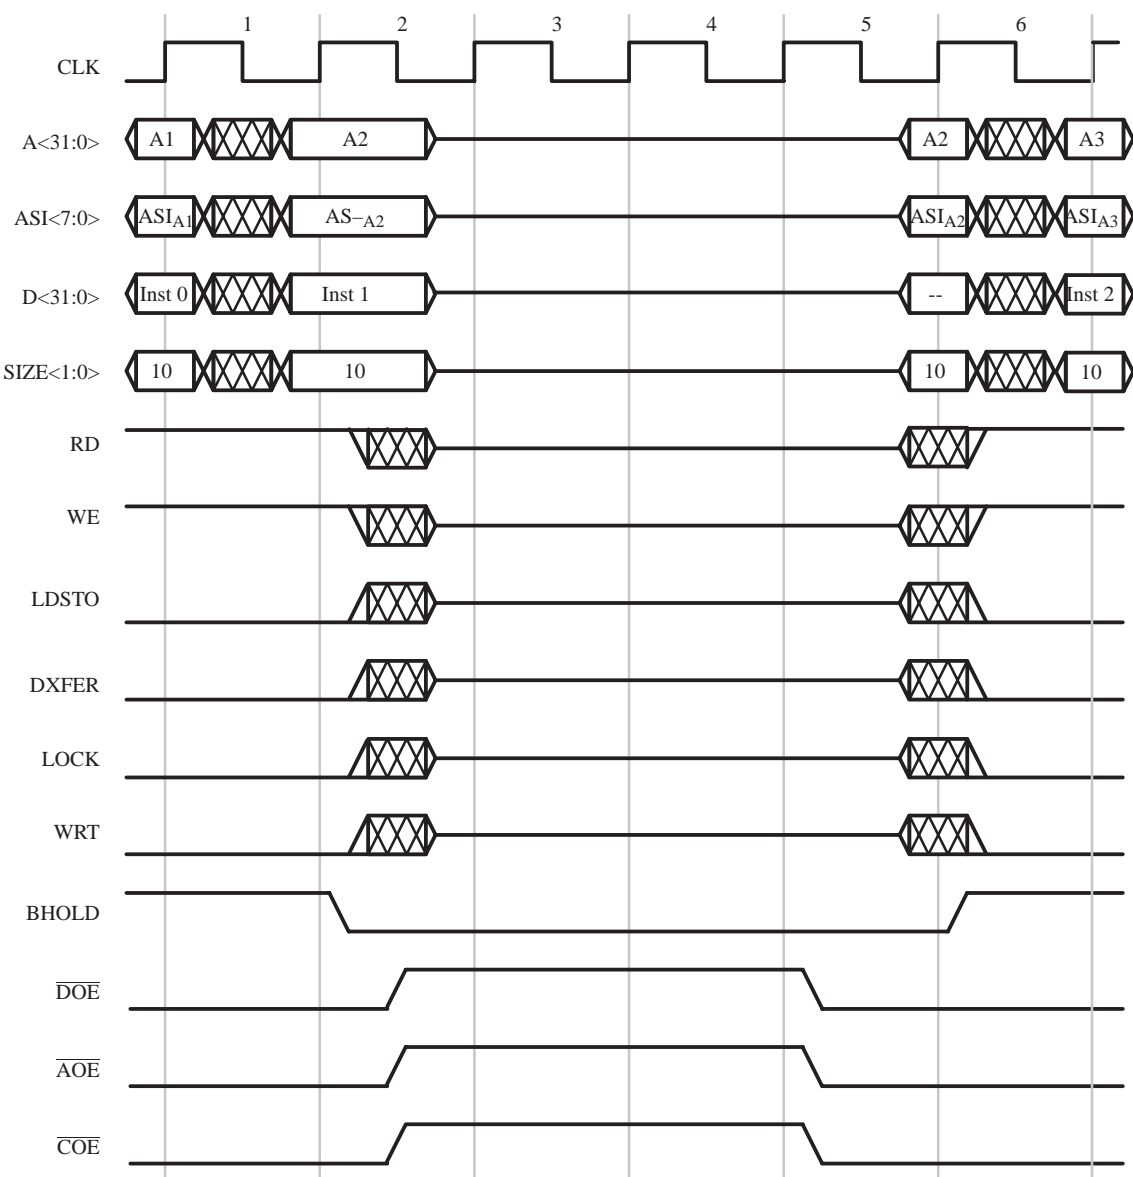 1 2 3 4 5 6
CLK
A<31:0> A1 A2 A2 A3
ASI<7:0> ASIA1 AS–A2 ASIA2 ASIA3
D<31:0> Inst 0 Inst 1 -- Inst 2
SIZE<1:0> 10 10 10 10
RD
WE
LDSTO
DXFER
LOCK
WRT
BHOLD
DOE
AOE
COE